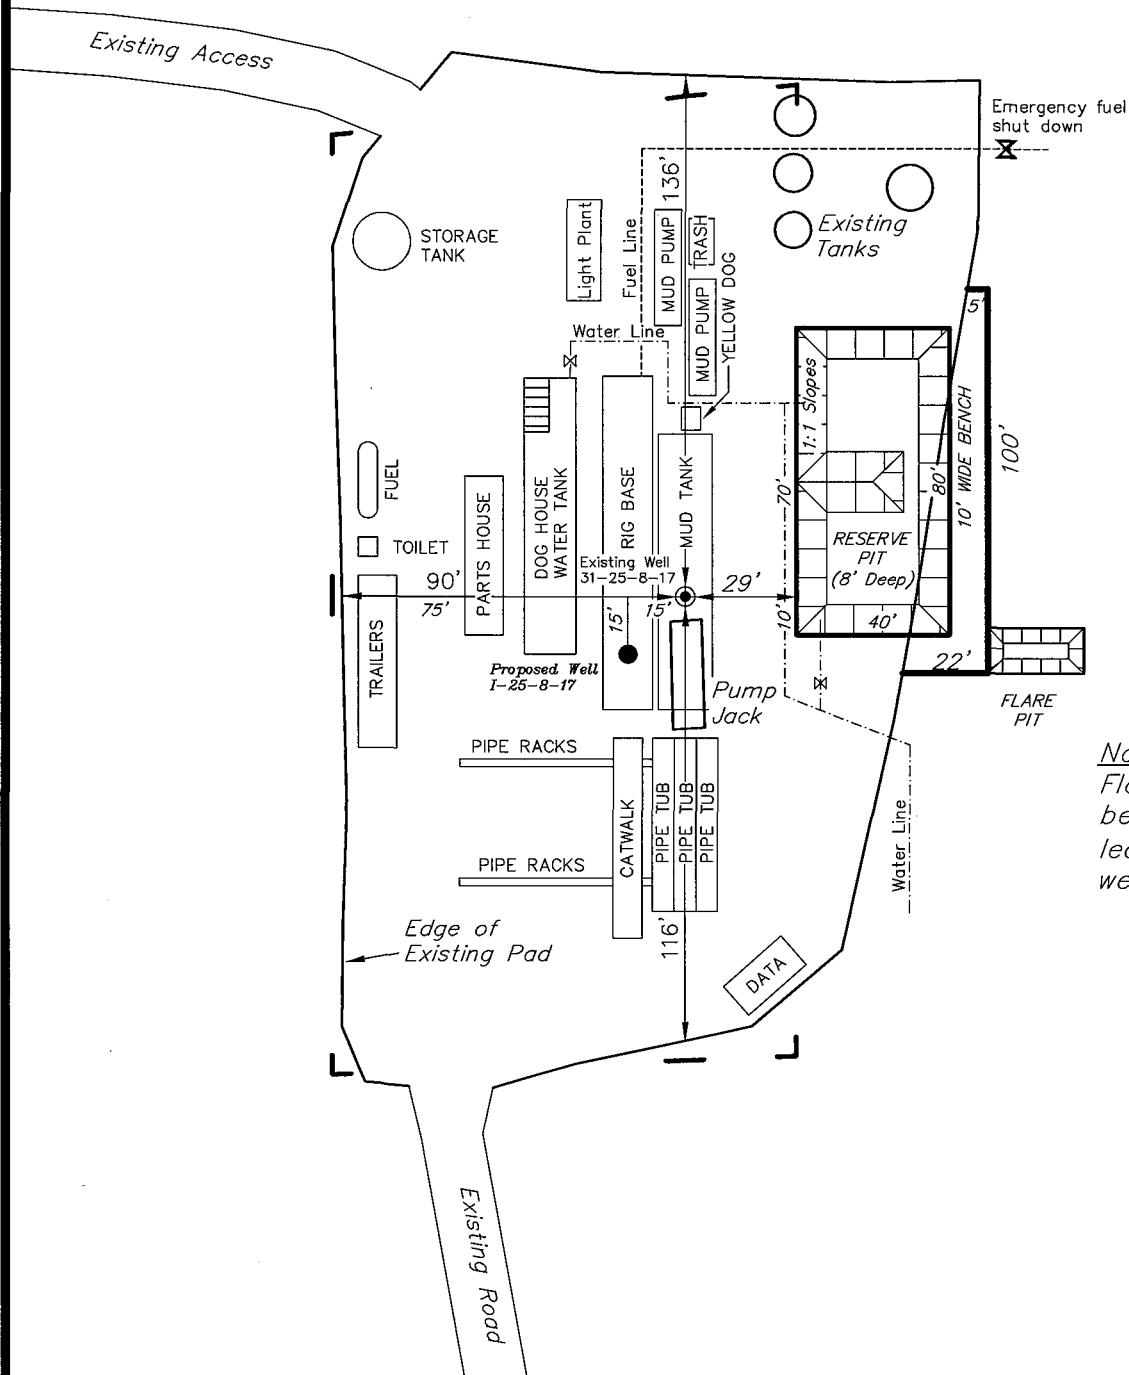 Existing Access
Emergency fuel
shut down
136'
STORAGE
TANK
Light Plant
Fuel Line
MUD PUMP
TRASH
MUD PUMP
YELLOW DOG
Existing
Tanks
5'
Water Line
1:1 Slopes
100'
10' WIDE BENCH
80'
70'
FUEL
TOILET
PARTS HOUSE
DOG HOUSE
WATER TANK
RIG BASE
MUD TANK
RESERVE
PIT
(8' Deep)
Existing Well
31-25-8-17
90'
75'
15'
15'
29'
10'
40'
TRAILERS
Proposed Well
I-25-8-17
22'
Pump
Jack
FLARE
PIT
PIPE RACKS
CATWALK
PIPE TUB
PIPE TUB
PIPE TUB
PIPE RACKS
Water Line
No
Fla
be
lea
we
Edge of
Existing Pad
116'
DATA
Existing Road